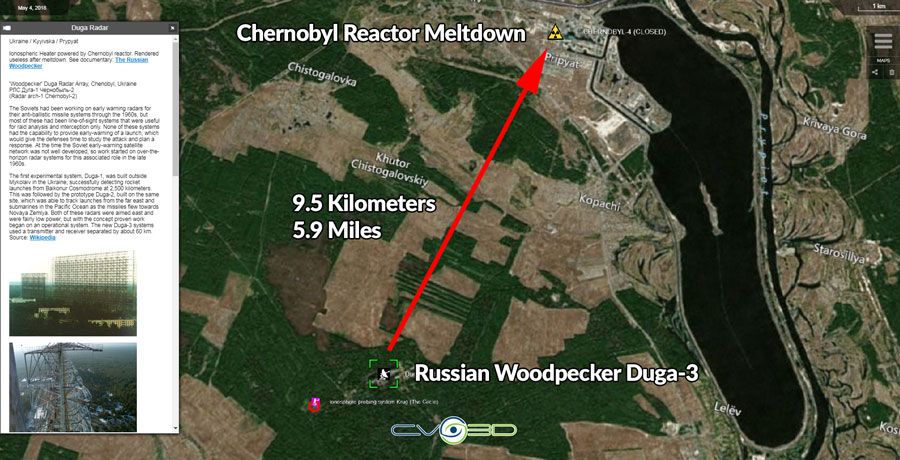 May 4, 2018
1 km
Duga Radar
×
Ukraine / Kyyivska / Prypyat
Ionospheric Heater powered by Chernobyl reactor. Rendered
useless after meltdown. See documentary: The Russian
Woodpecker
'Woodpecker' Duga Radar Array, Chenobyl, Ukraine
РЛС Дуга-1 Чернобыль-2
(Radar arch-1 Cherrobyl-2)
The Soviets had been working on early warning radars for
their anti-ballistic missile systems through the 1960s, but
most of these had been line-of-sight systems that were useful
for raid analysis and interception only. None of these systems
had the capability to provide early-warning of a launch, which
would give the defenses time to study the attack and plan a
response. At the time the Soviet early-warning satellite
network was not well developed, so work started on over-the-
horizon radar systems for this associated role in the late
1960s.
The first experimental system, Duga-1, was built outside
Mykolaiv in the Ukraine, successfully detecting rocket
launches from Baikonur Cosmodrome at 2,500 kilometers.
This was followed by the prototype Duga-2, built on the same
site, which was able to track launches from the far east and
submarines in the Pacific Ocean as the missiles flew towards
Novaya Zemlya. Both of these radars were aimed east and
were fairly low power, but with the concept proven work
began on an operational system. The new Duga-3 systems
used a transmitter and receiver separated by about 60 km.
Source: Wikipedia
Chernobyl Reactor Meltdown
CHERNOBYL-4 (CLOSED)
MAPS
Pripyat
Chistogalovka
Pripyat
Krivaya Gora
Khutor
Chistogalovskiy
Kopachi
9.5 Kilometers
5.9 Miles
Starosillya
Russian Woodpecker Duga-3
Ionosphere probing system Krug (The Circle)
Lelëv
CV3D